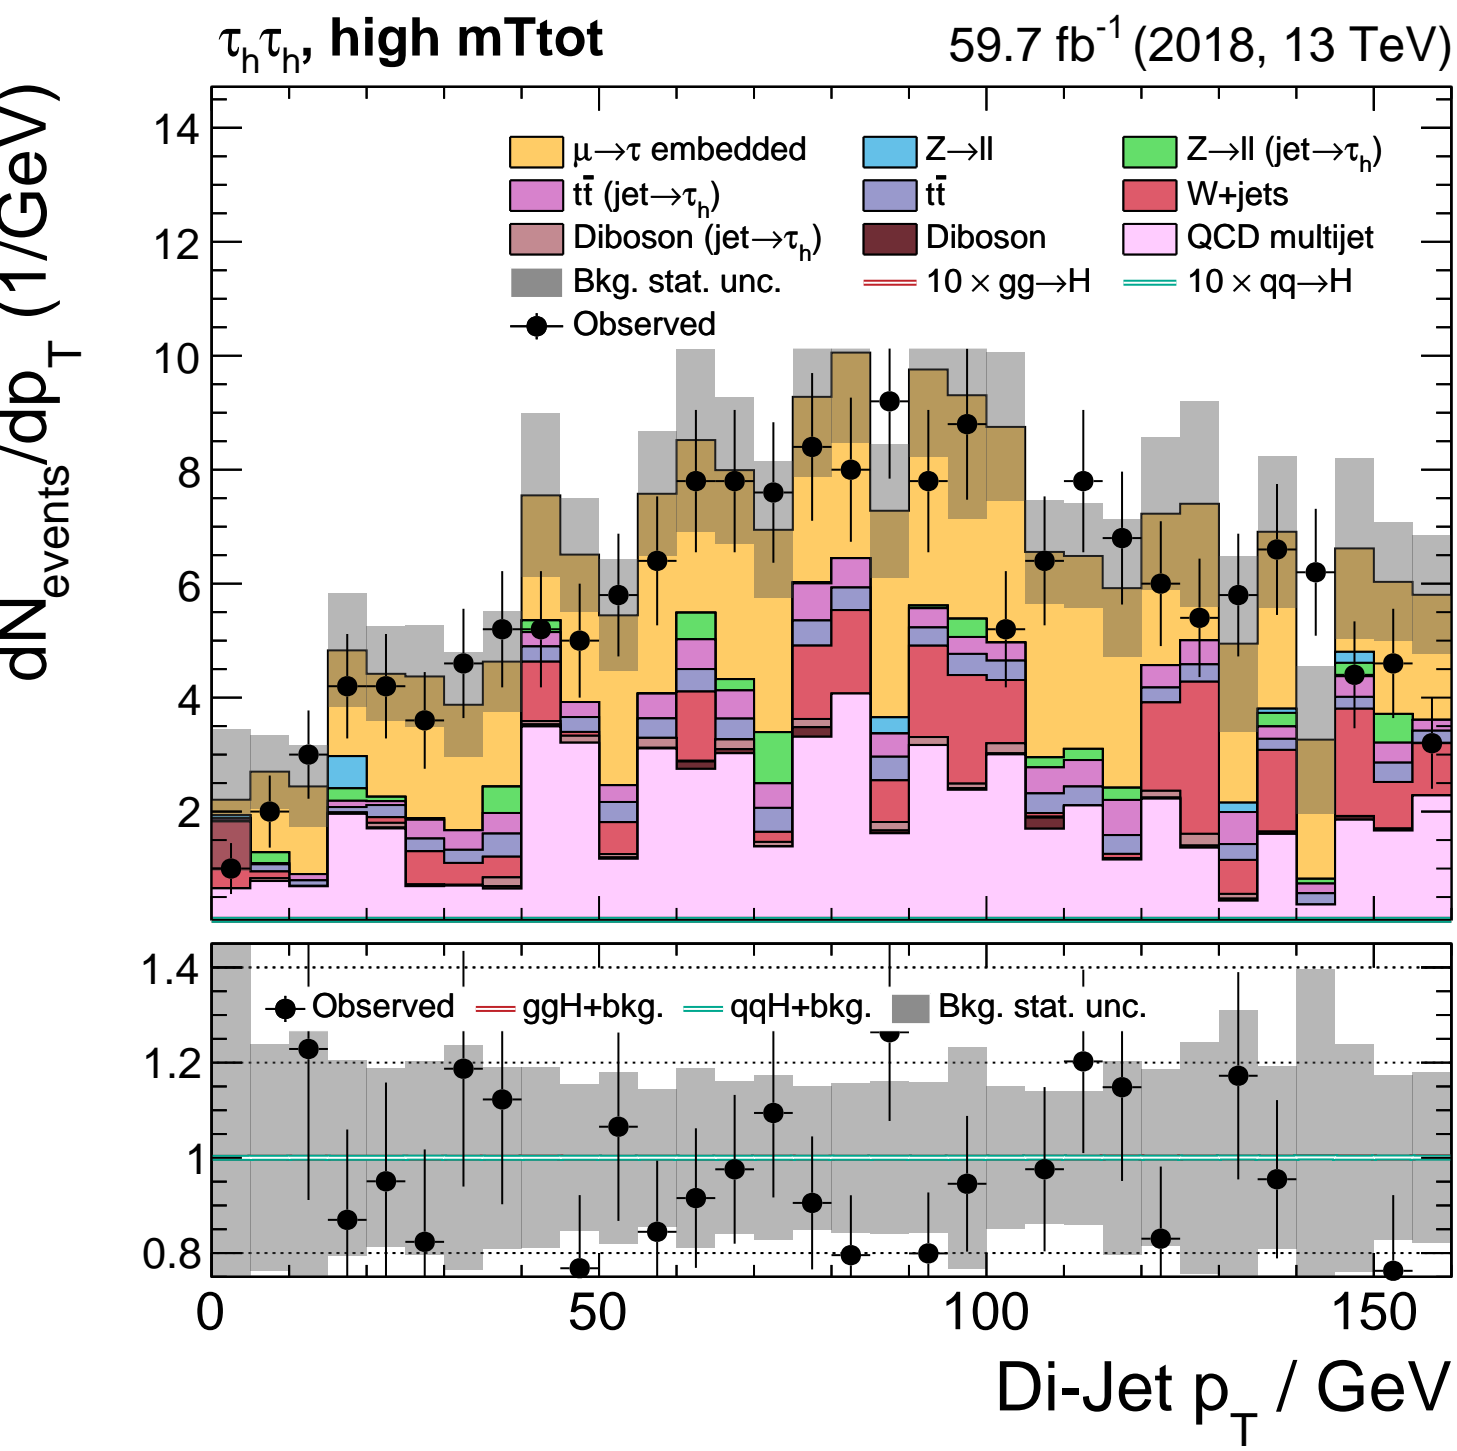 τhτh, high mTtot
59.7 fb-1 (2018, 13 TeV)
dNevents/dpT (1/GeV)
14
12
10
8
6
4
2
μ→τ embedded
Z→ll
Z→ll (jet→τh)
tt̄ (jet→τh)
tt̄
W+jets
Diboson (jet→τh)
Diboson
QCD multijet
Bkg. stat. unc.
10 × gg→H
10 × qq→H
Observed
1.4
1.2
1
0.8
Observed
ggH+bkg.
qqH+bkg.
Bkg. stat. unc.
0
50
100
150
Di-Jet pT / GeV